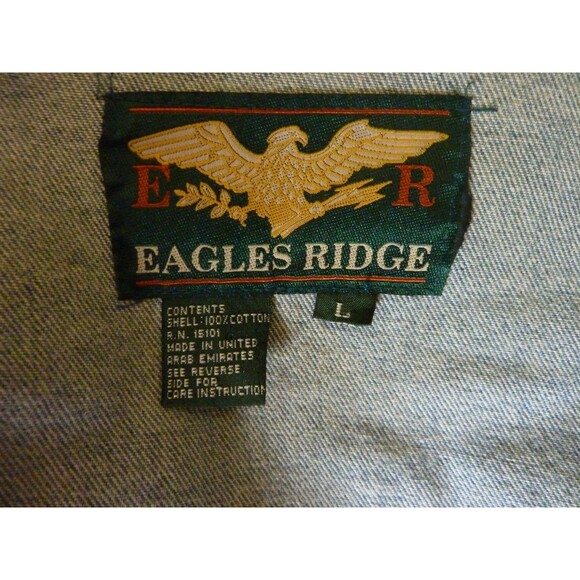 E R
EAGLES RIDGE
L
CONTENTS
SHELL:100%COTTON
R.N. 15101
MADE IN UNITED
ARAB EMIRATES
SEE REVERSE
SIDE FOR
CARE INSTRUCTION